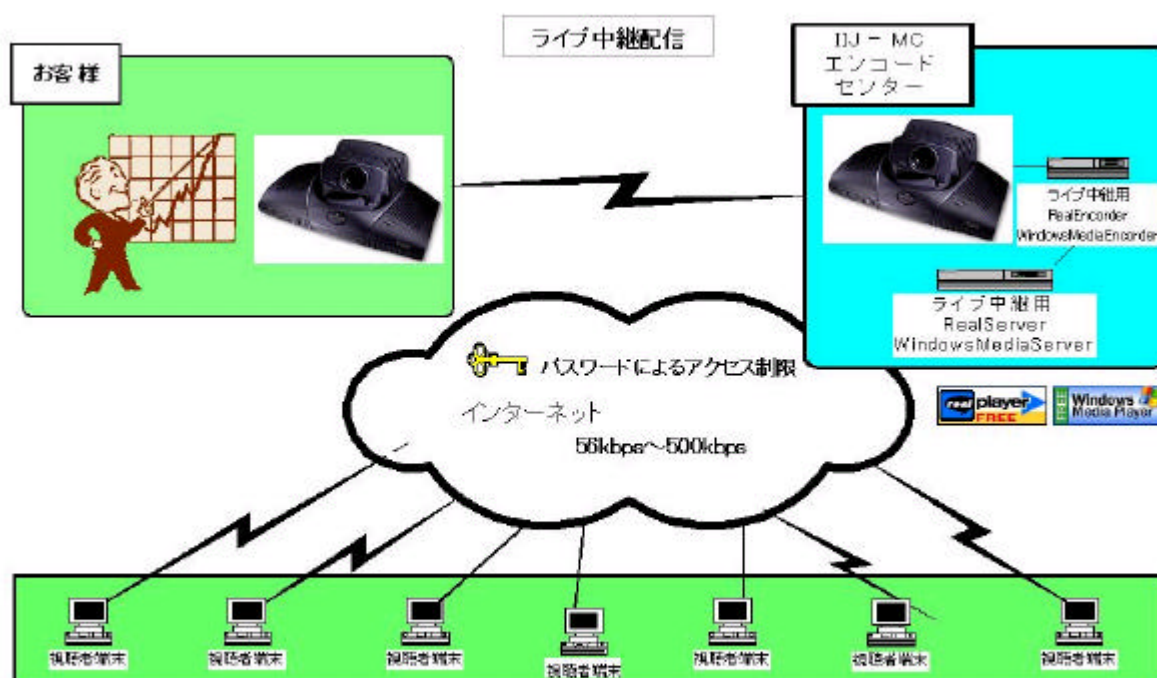 ライブ中継配信
お客様
IIJ－MC
エンコード
センター
ライブ中継用
RealEncorder
WindowsMediaEncorder
ライブ中継用
RealServer
WindowsMediaServer
パスワードによるアクセス制限
インターネット
56kbps～500kbps
real player
FREE
FREE
Windows
Media Player
視聴者端末
視聴者端末
視聴者端末
視聴者端末
視聴者端末
視聴者端末
視聴者端末